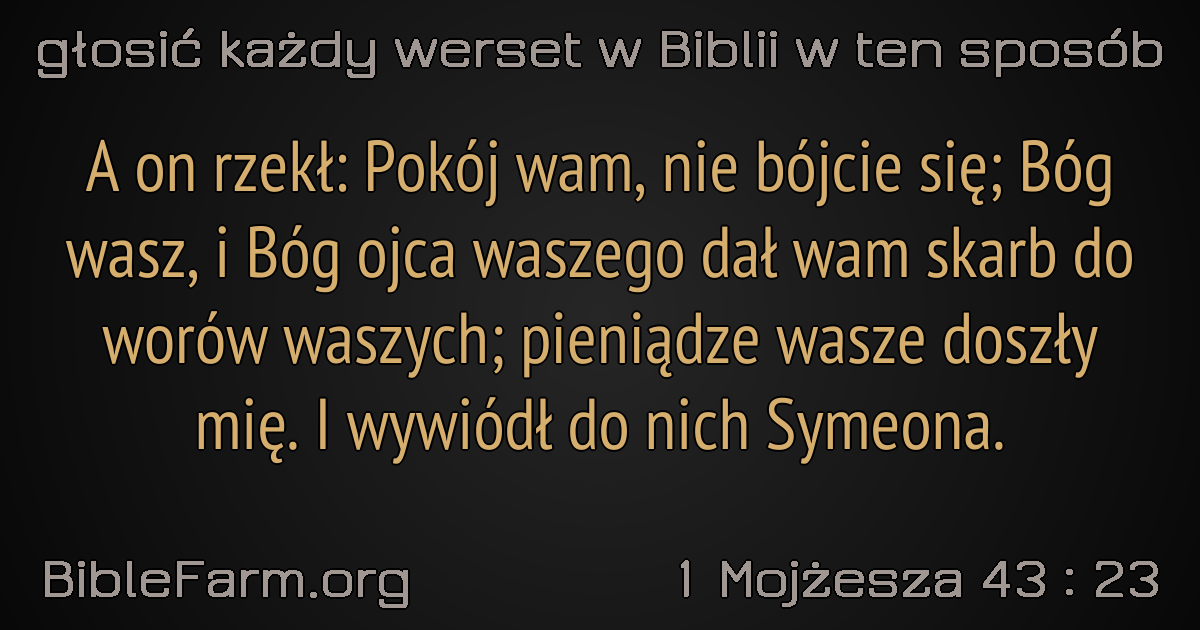 głosić każdy werset w Biblii w ten sposób
A on rzekł: Pokój wam, nie bójcie się; Bóg
wasz, i Bóg ojca waszego dał wam skarb do
worów waszych; pieniądze wasze doszły
mię. I wywiódł do nich Symeona.
BibleFarm.org
1 Mojżesza 43 : 23